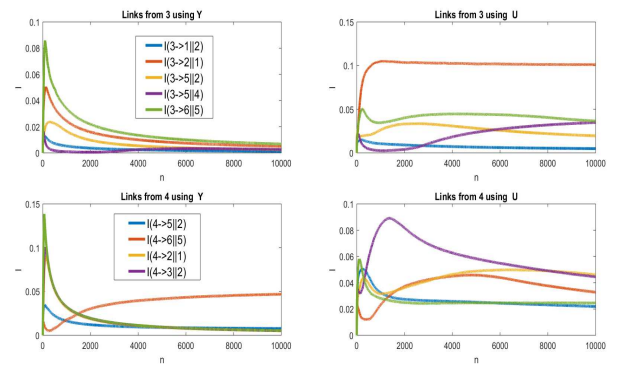 Links from 3 using Y
0.1
0.08
0.06
0.04
0.02
0
I
I(3->1||2)
I(3->2||1)
I(3->5||2)
I(3->5||4)
I(3->6||5)
0 2000 4000 6000 8000 10000
n
Links from 3 using U
0.15
0.1
0.05
0
I
0 2000 4000 6000 8000 10000
n
Links from 4 using Y
0.15
0.1
0.05
0
I
I(4->5||2)
I(4->6||5)
I(4->2||1)
I(4->3||2)
0 2000 4000 6000 8000 10000
n
Links from 4 using U
0.1
0.08
0.06
0.04
0.02
0
I
0 2000 4000 6000 8000 10000
n